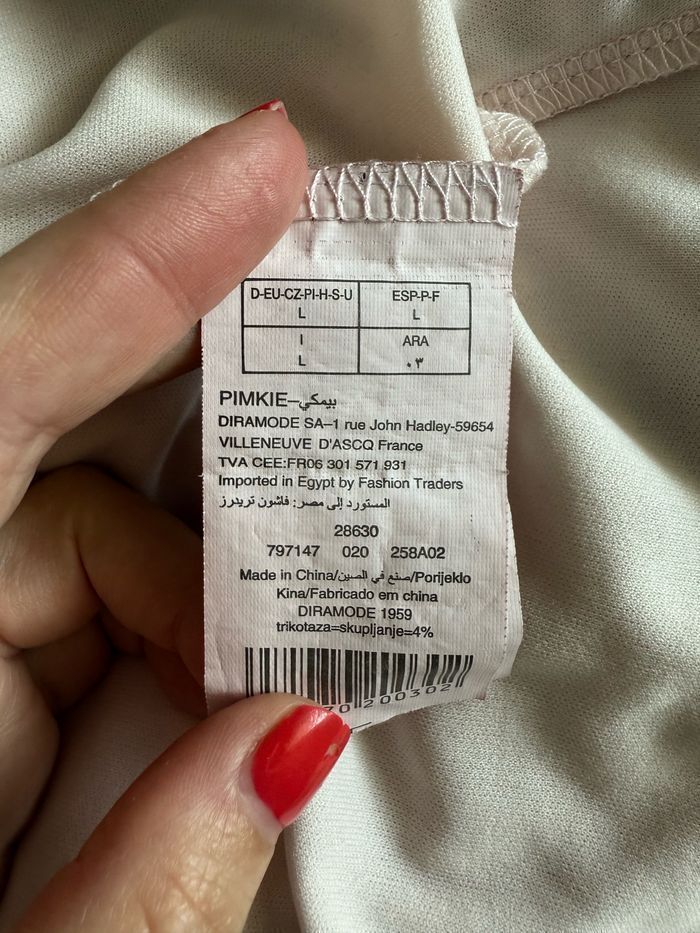 D-EU-CZ-PI-H-S-U ESP-P-F
L L
I ARA
L ٠٣
PIMKIE–بيمكي
DIRAMODE SA–1 rue John Hadley-59654
VILLENEUVE D'ASCQ France
TVA CEE:FR06 301 571 931
Imported in Egypt by Fashion Traders
المستورد إلى مصر: فاشون تريدرز
28630
797147 020 258A02
Made in China/صنع في الصين/Porijeklo
Kina/Fabricado em china
DIRAMODE 1959
trikotaza=skupljanje=4%
70 200302